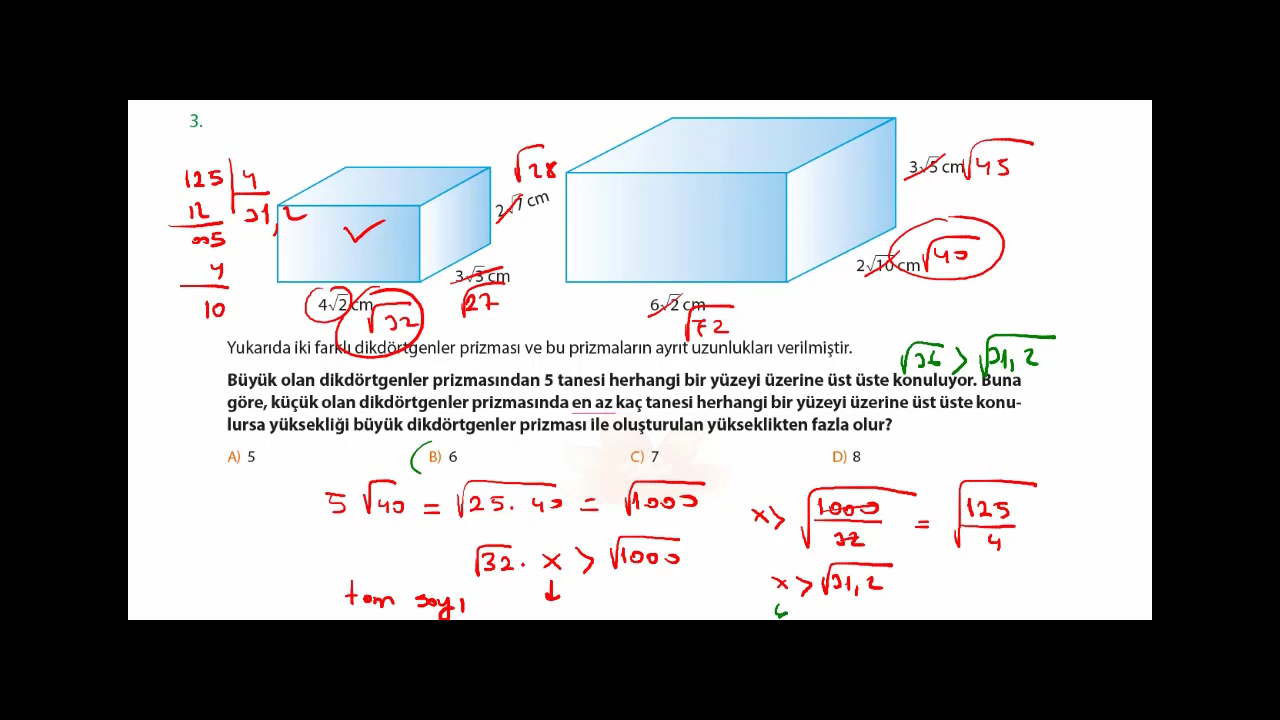 3.
125 | 4
12
31,2
005
4
10
√28
2√7 cm
3√3 cm
√27
4√2 cm
√32
3√5 cm √45
2√10 cm √40
6√2 cm
√72
Yukarıda iki farklı dikdörtgenler prizması ve bu prizmaların ayrıt uzunlukları verilmiştir.
√36 > √31,2
Büyük olan dikdörtgenler prizmasından 5 tanesi herhangi bir yüzeyi üzerine üst üste konuluyor. Buna
göre, küçük olan dikdörtgenler prizmasında en az kaç tanesi herhangi bir yüzeyi üzerine üst üste konu-
lursa yüksekliği büyük dikdörtgenler prizması ile oluşturulan yükseklikten fazla olur?
A) 5 B) 6 C) 7 D) 8
5 √40 = √25. 40 = √1000
√32 . x > √1000
tam sayı
x > √1000/32 = √125/4
x > √31,2
6